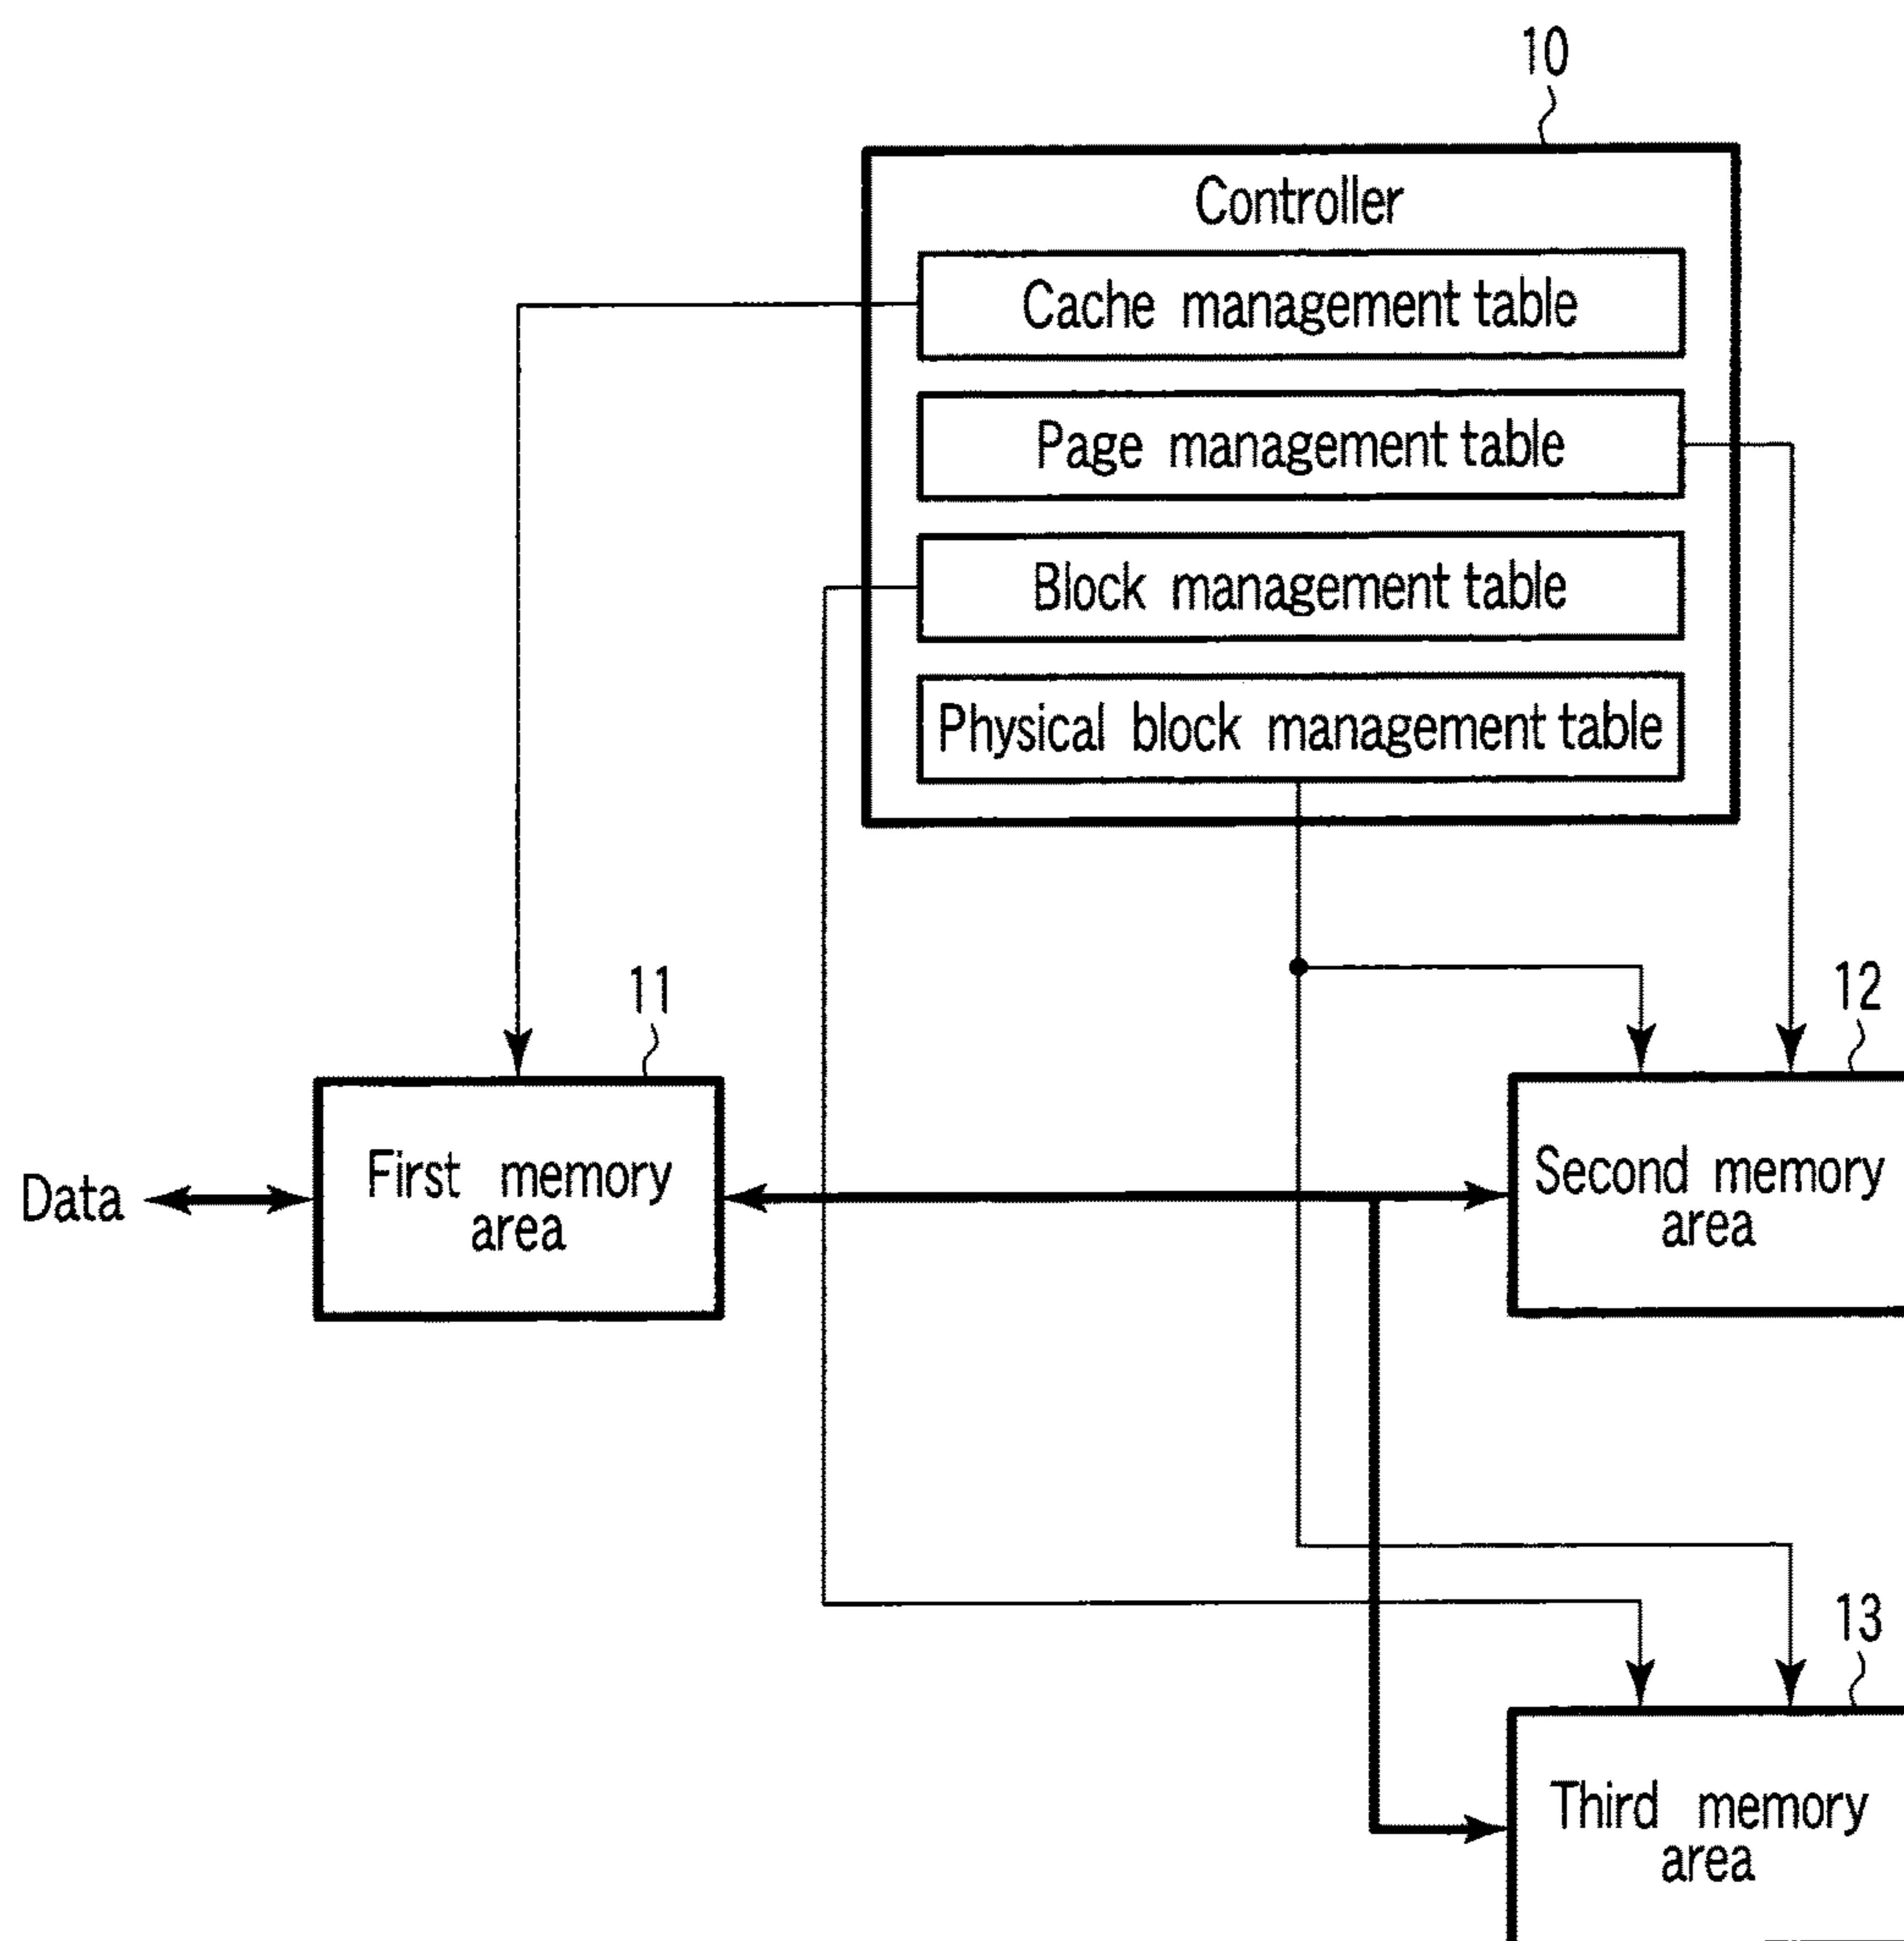 10
Controller
Cache management table
Page management table
Block management table
Physical block management table
11
12
Data
First memory
area
Second memory
area
13
Third memory
area